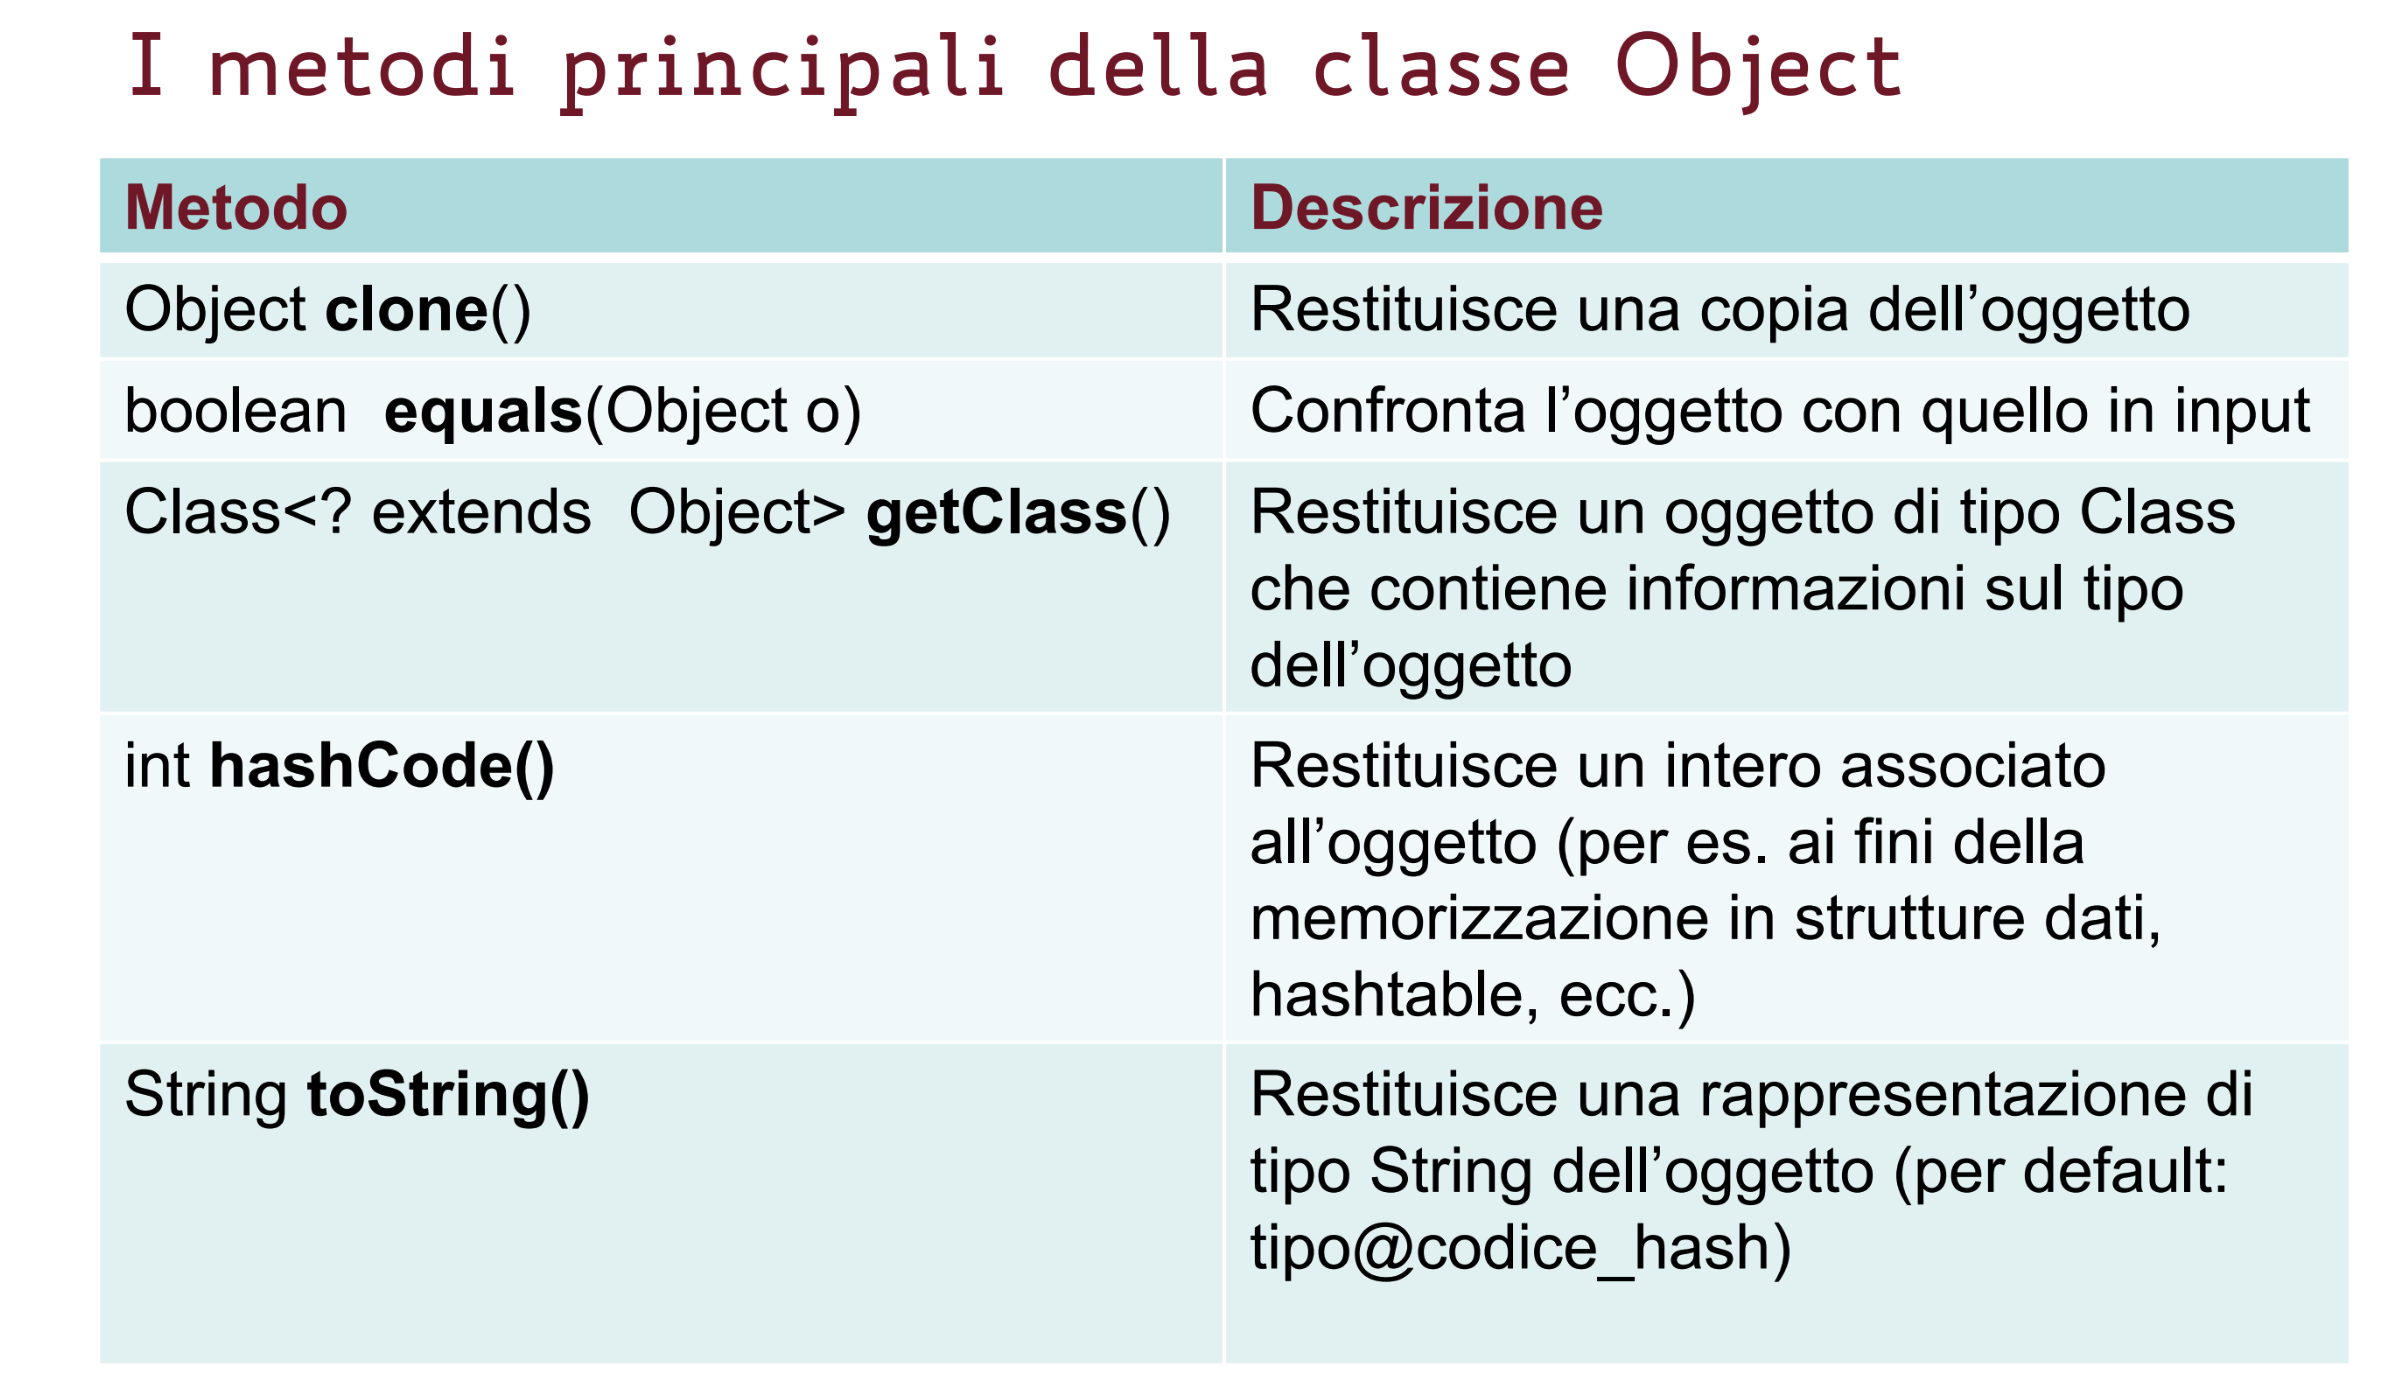 I metodi principali della classe Object
Metodo
Descrizione
Object clone()
Restituisce una copia dell’oggetto
boolean equals(Object o)
Confronta l’oggetto con quello in input
Class<? extends Object> getClass()
Restituisce un oggetto di tipo Class
che contiene informazioni sul tipo
dell’oggetto
int hashCode()
Restituisce un intero associato
all’oggetto (per es. ai fini della
memorizzazione in strutture dati,
hashtable, ecc.)
String toString()
Restituisce una rappresentazione di
tipo String dell’oggetto (per default:
tipo@codice_hash)